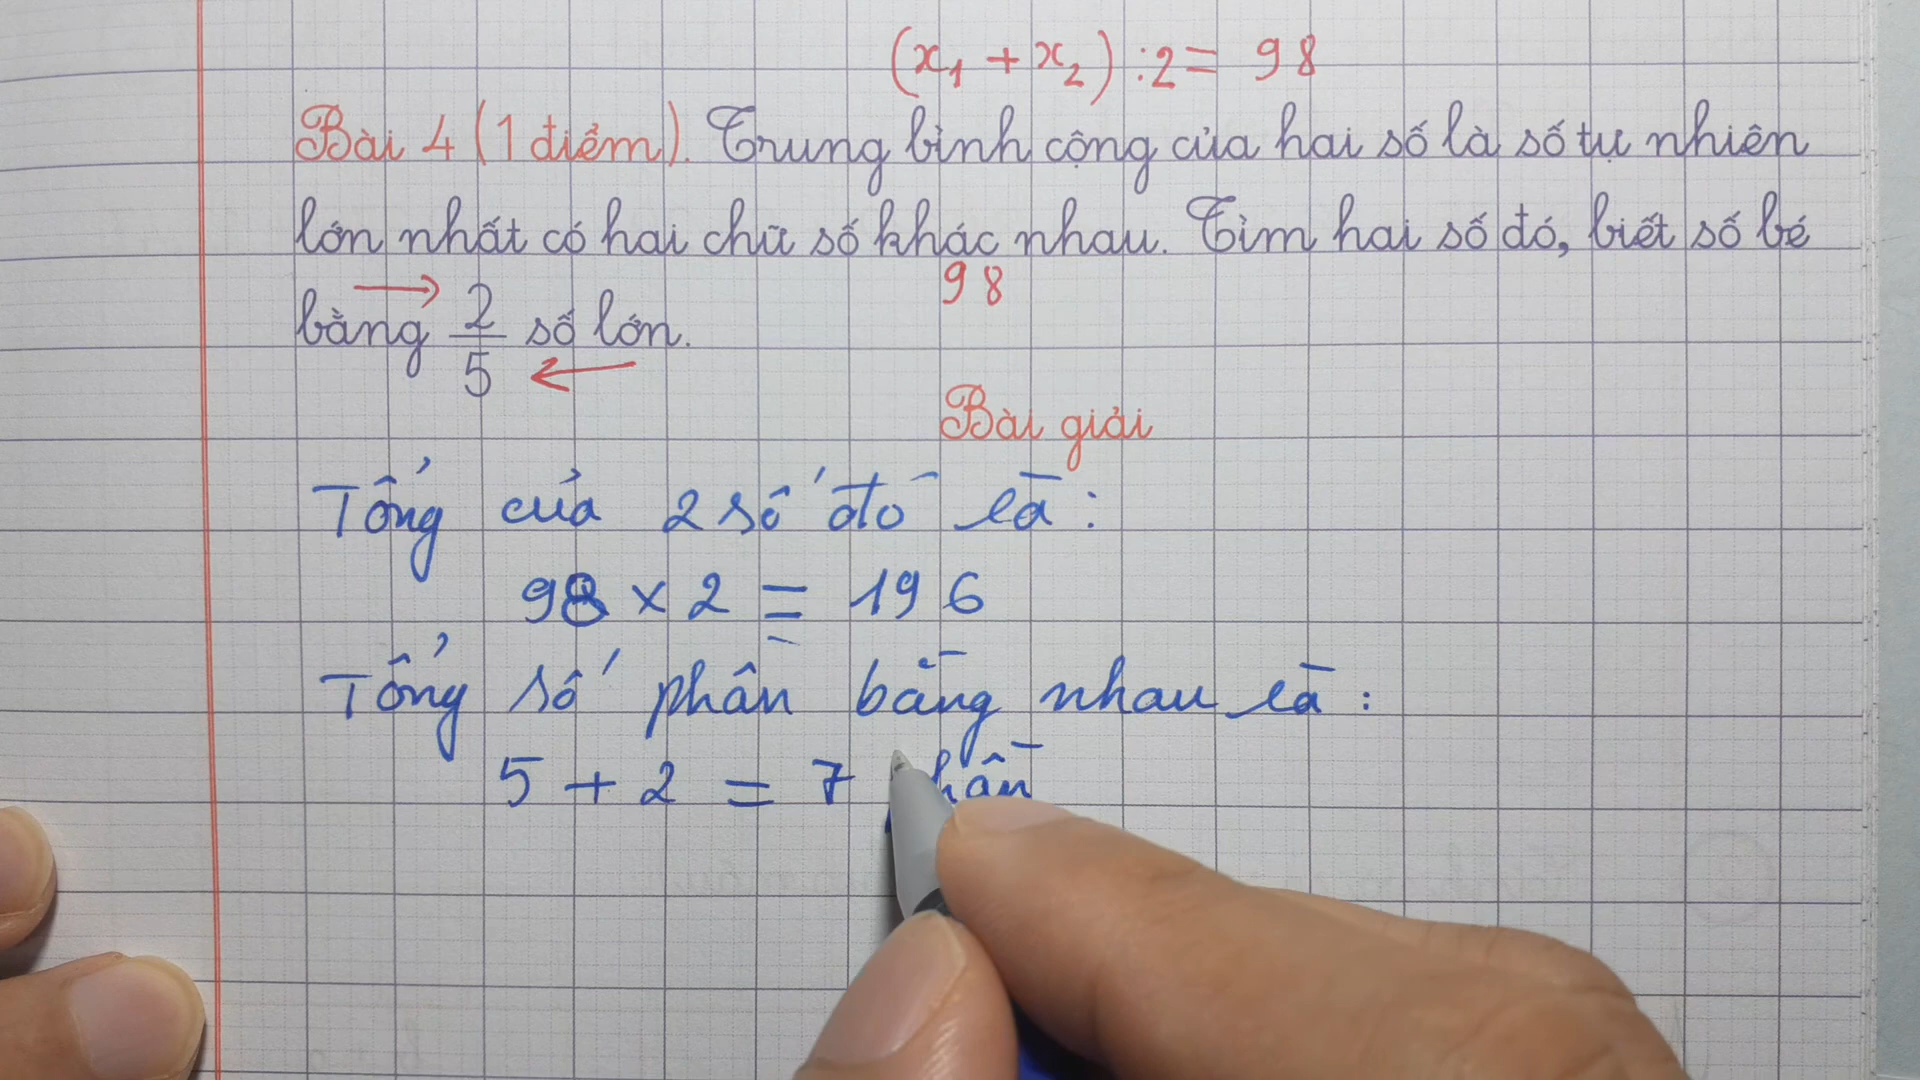 (x₁ + x₂) : 2 = 98
Bài 4 (1 điểm). Trung bình cộng của hai số là số tự nhiên
lớn nhất có hai chữ số khác nhau. Tìm hai số đó, biết số bé
98
bằng 2/5 số lớn.
Bài giải
Tổng của 2 số đó là:
98 × 2 = 196
Tổng số phần bằng nhau là:
5 + 2 = 7 phần